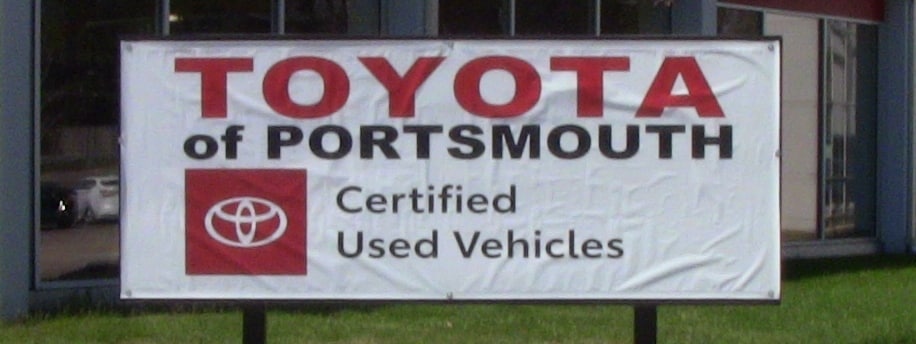 TOYOTA
of PORTSMOUTH
Certified
Used Vehicles